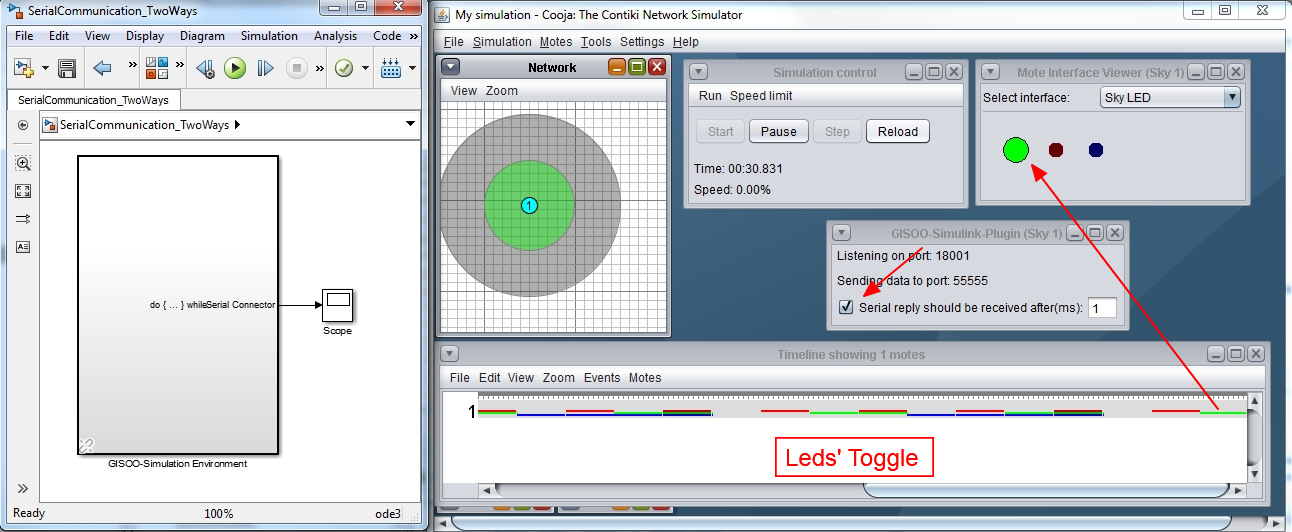 SerialCommunication_TwoWays
File Edit View Display Diagram Simulation Analysis Code »
» » »
SerialCommunication_TwoWays
SerialCommunication_TwoWays
do { ... } whileSerial Connector
Scope
GISOO-Simulation Environment
»
Ready 100% ode3
My simulation - Cooja: The Contiki Network Simulator
File Simulation Motes Tools Settings Help
Network
View Zoom
1
Simulation control
Run Speed limit
Start Pause Step Reload
Time: 00:30.831
Speed: 0.00%
Mote Interface Viewer (Sky 1)
Select interface: Sky LED
GISOO-Simulink-Plugin (Sky 1)
Listening on port: 18001
Sending data to port: 55555
Serial reply should be received after(ms): 1
Timeline showing 1 motes
File Edit View Zoom Events Motes
1
Leds' Toggle